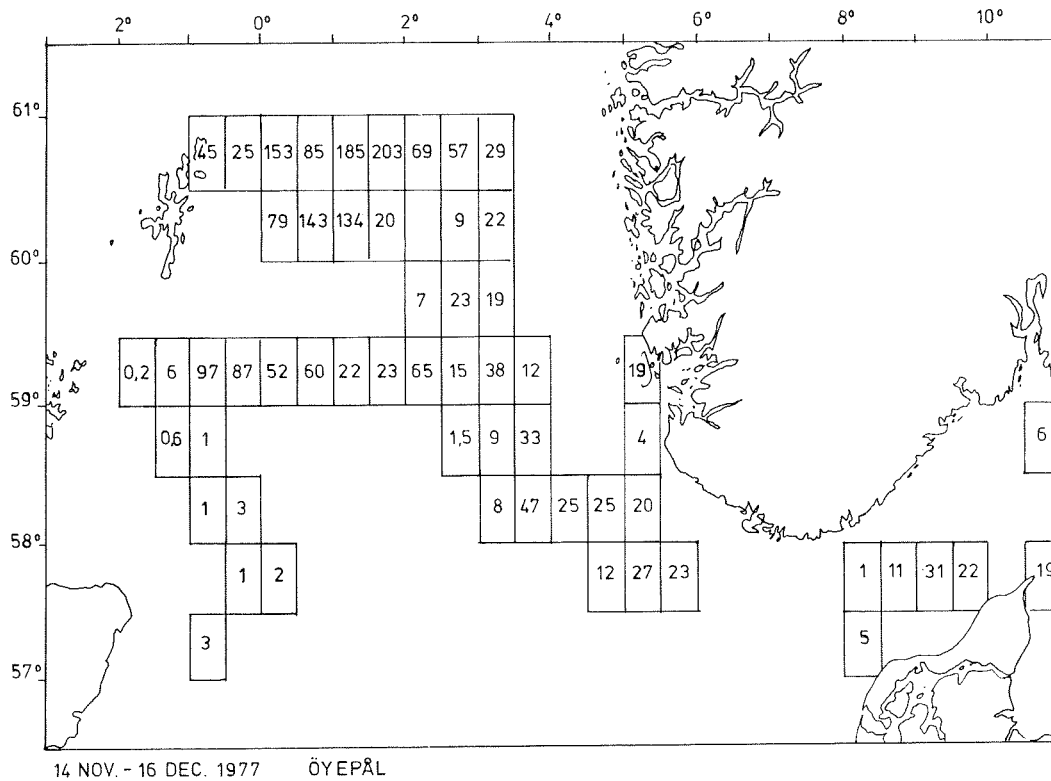 2° 0° 2° 4° 6° 8° 10°
61°
45 25 153 85 185 203 69 57 29
79 143 134 20 9 22
60°
7 23 19
0,2 6 97 87 52 60 22 23 65 15 38 12 19
59°
0,6 1 1,5 9 33 4 6
1 3 8 47 25 25 20
58°
1 2 12 27 23 1 11 31 22 19
3 5
57°
14 NOV. - 16 DEC. 1977 ÖYEPÅL